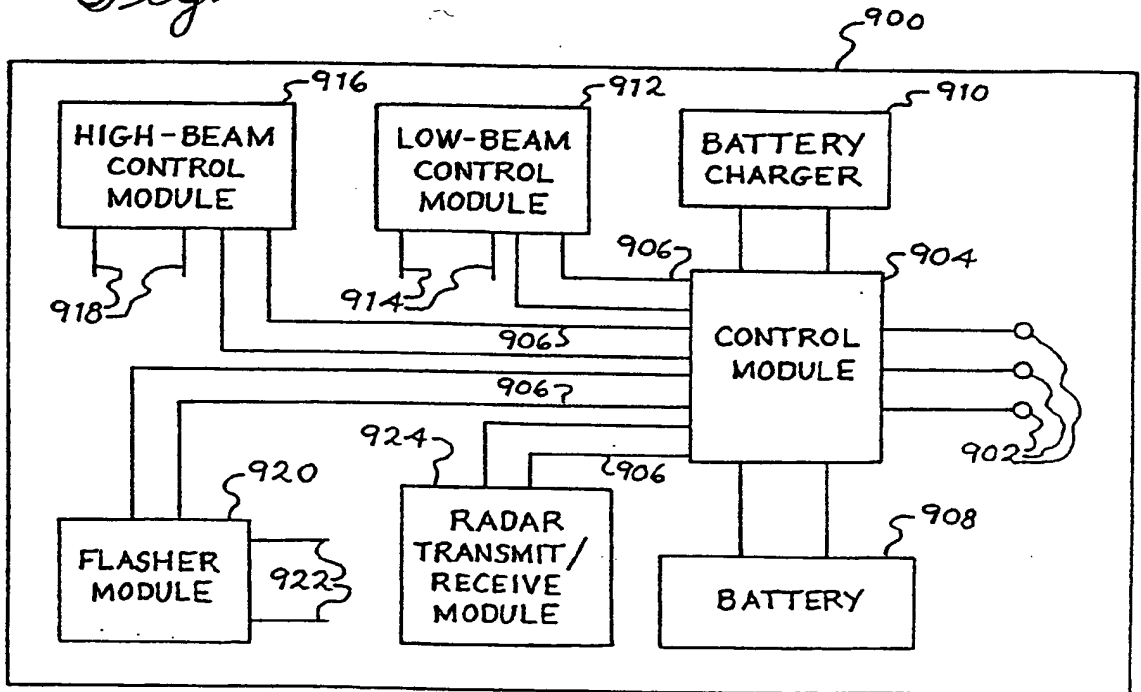 Fig
900
916
912
910
HIGH-BEAM
CONTROL
MODULE
LOW-BEAM
CONTROL
MODULE
BATTERY
CHARGER
906
904
918
914
906
CONTROL
MODULE
906
924
902
920
906
908
FLASHER
MODULE
922
RADAR
TRANSMIT/
RECEIVE
MODULE
BATTERY